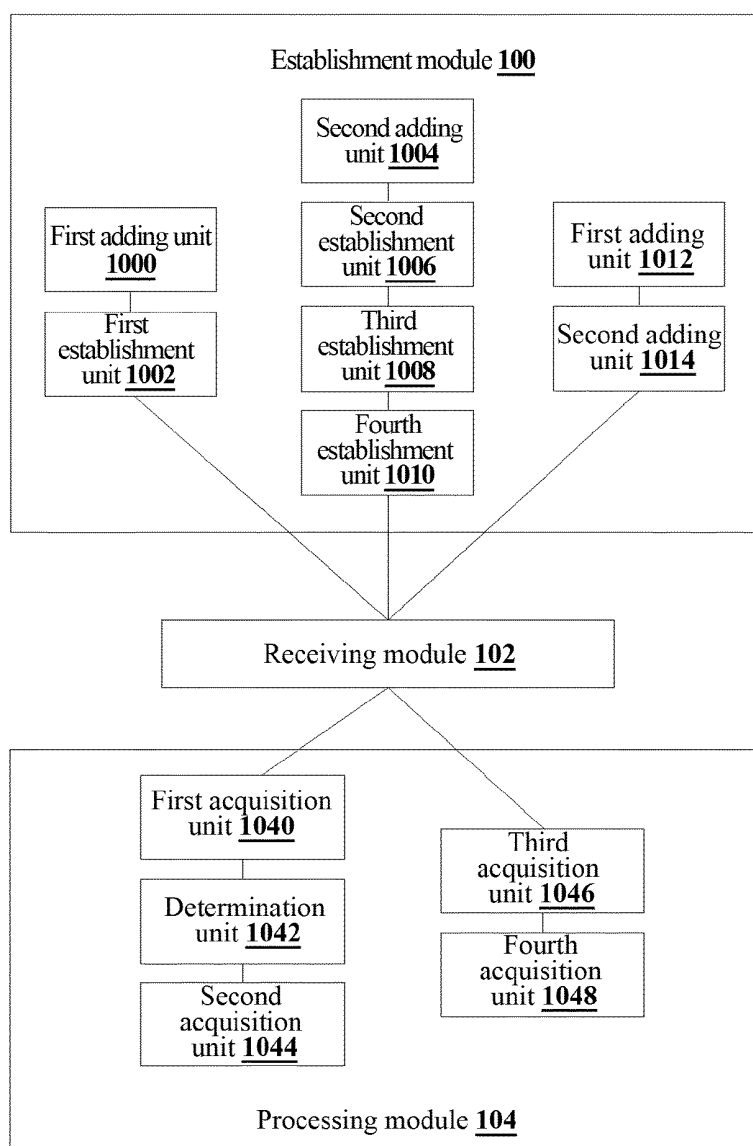 Establishment module 100
Second adding
unit 1004
First adding unit
1000
Second
establishment
unit 1006
First adding
unit 1012
First
establishment
unit 1002
Third
establishment
unit 1008
Second adding
unit 1014
Fourth
establishment
unit 1010
Receiving module 102
First acquisition
unit 1040
Third
acquisition
unit 1046
Determination
unit 1042
Fourth
acquisition
unit 1048
Second
acquisition
unit 1044
Processing module 104